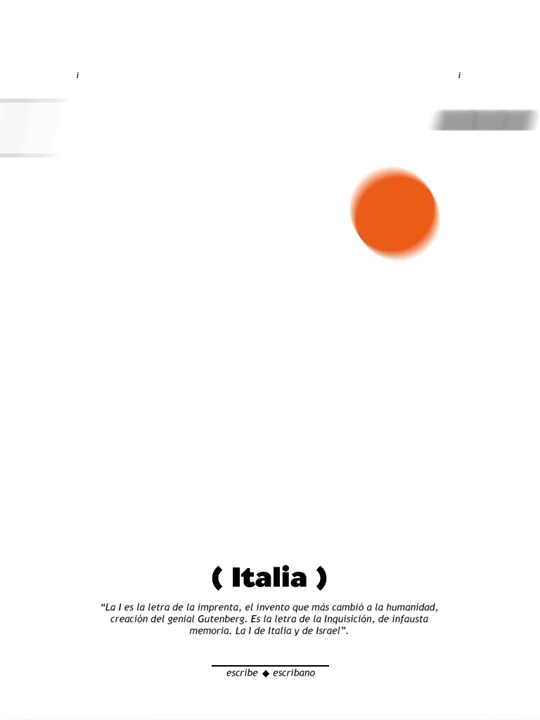 i i
( Italia )
“La I es la letra de la imprenta, el invento que más cambió a la humanidad,
creación del genial Gutenberg. Es la letra de la Inquisición, de infausta
memoria. La I de Italia y de Israel”.
escribe ◆ escribano